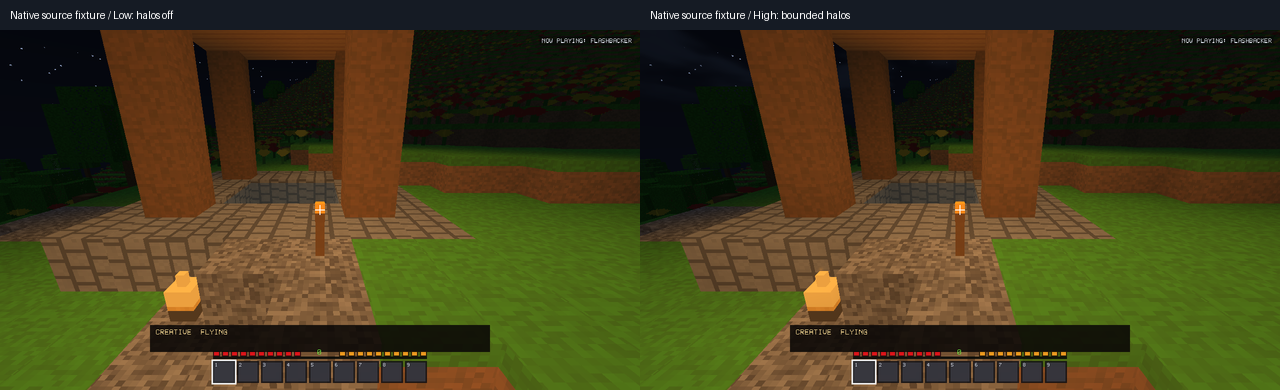 Native source fixture / Low: halos off
Native source fixture / High: bounded halos
NOW PLAYING: FLASHBACKER
NOW PLAYING: FLASHBACKER
CREATIVE FLYING
CREATIVE FLYING
0
0
1 2 3 4 5 6 7 8 9
1 2 3 4 5 6 7 8 9